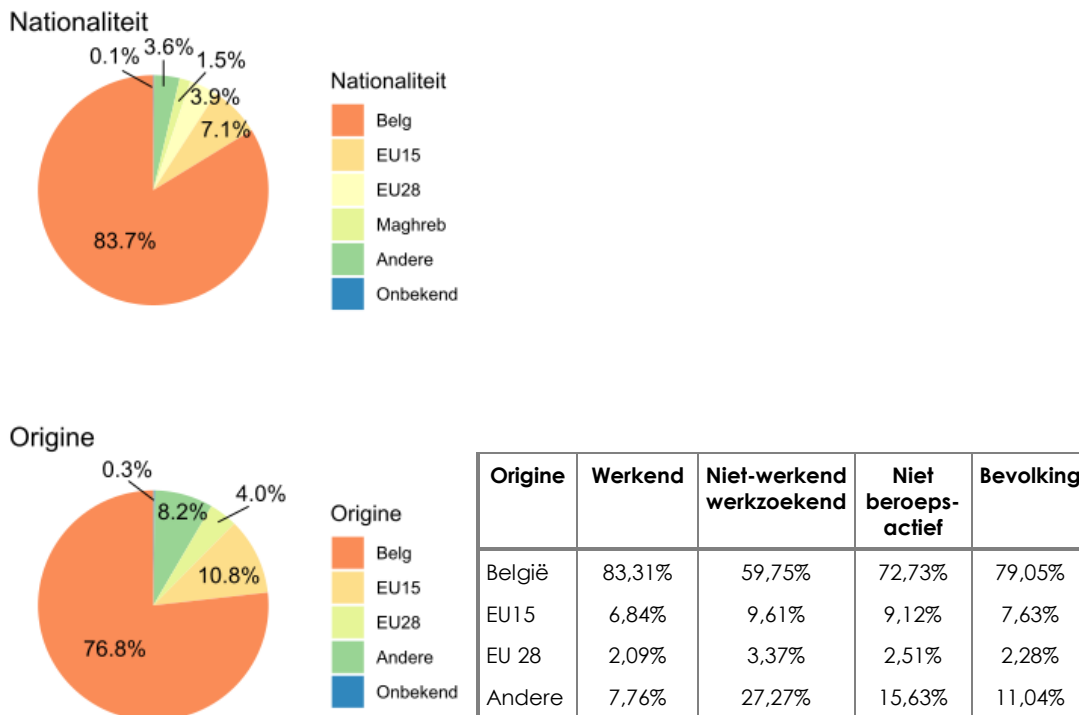 Nationaliteit
0.1%
3.6%
1.5%
3.9%
7.1%
83.7%
Nationaliteit
Belg
EU15
EU28
Maghreb
Andere
Onbekend
Origine
0.3%
8.2%
4.0%
10.8%
76.8%
Origine
Belg
EU15
EU28
Andere
Onbekend
Origine Werkend Niet-werkend werkzoekend Niet beroeps-actief Bevolking
België 83,31% 59,75% 72,73% 79,05%
EU15 6,84% 9,61% 9,12% 7,63%
EU 28 2,09% 3,37% 2,51% 2,28%
Andere 7,76% 27,27% 15,63% 11,04%